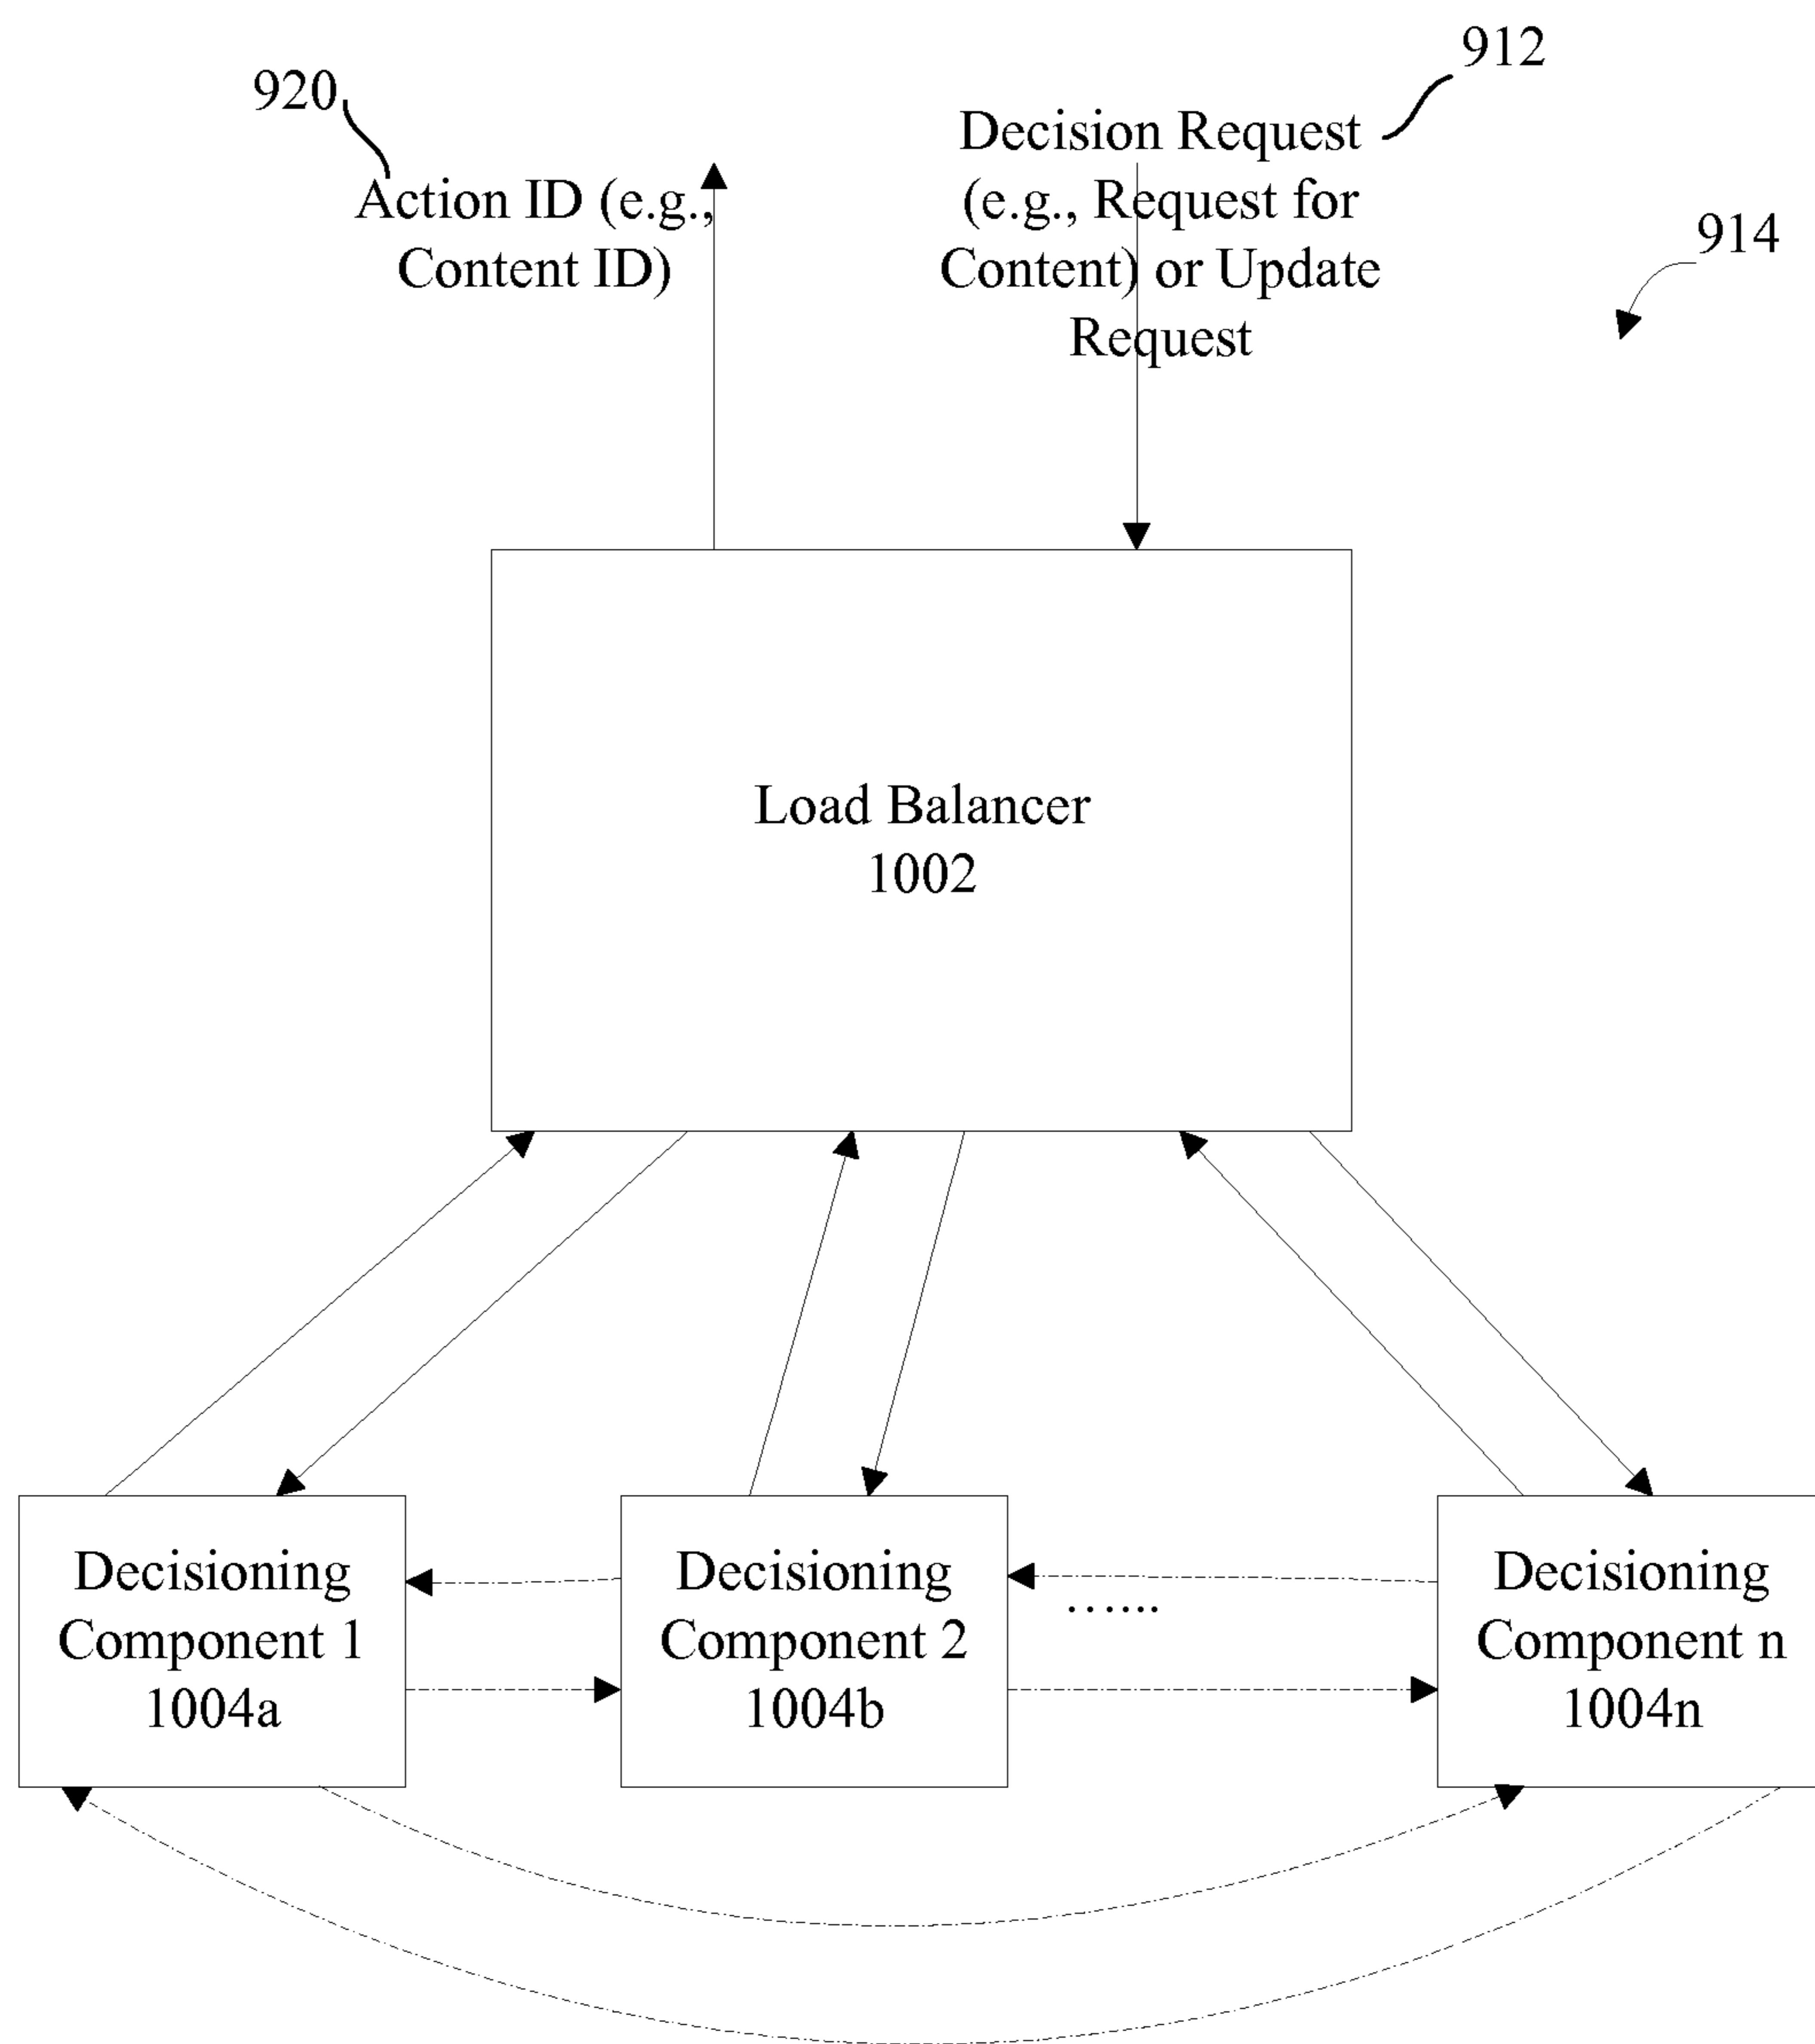 912
920
Decision Request
(e.g., Request for
Content) or Update
Request
Action ID (e.g.,
Content ID)
914
Load Balancer
1002
Decisioning
Component 1
1004a
Decisioning
Component 2
1004b
......
Decisioning
Component n
1004n